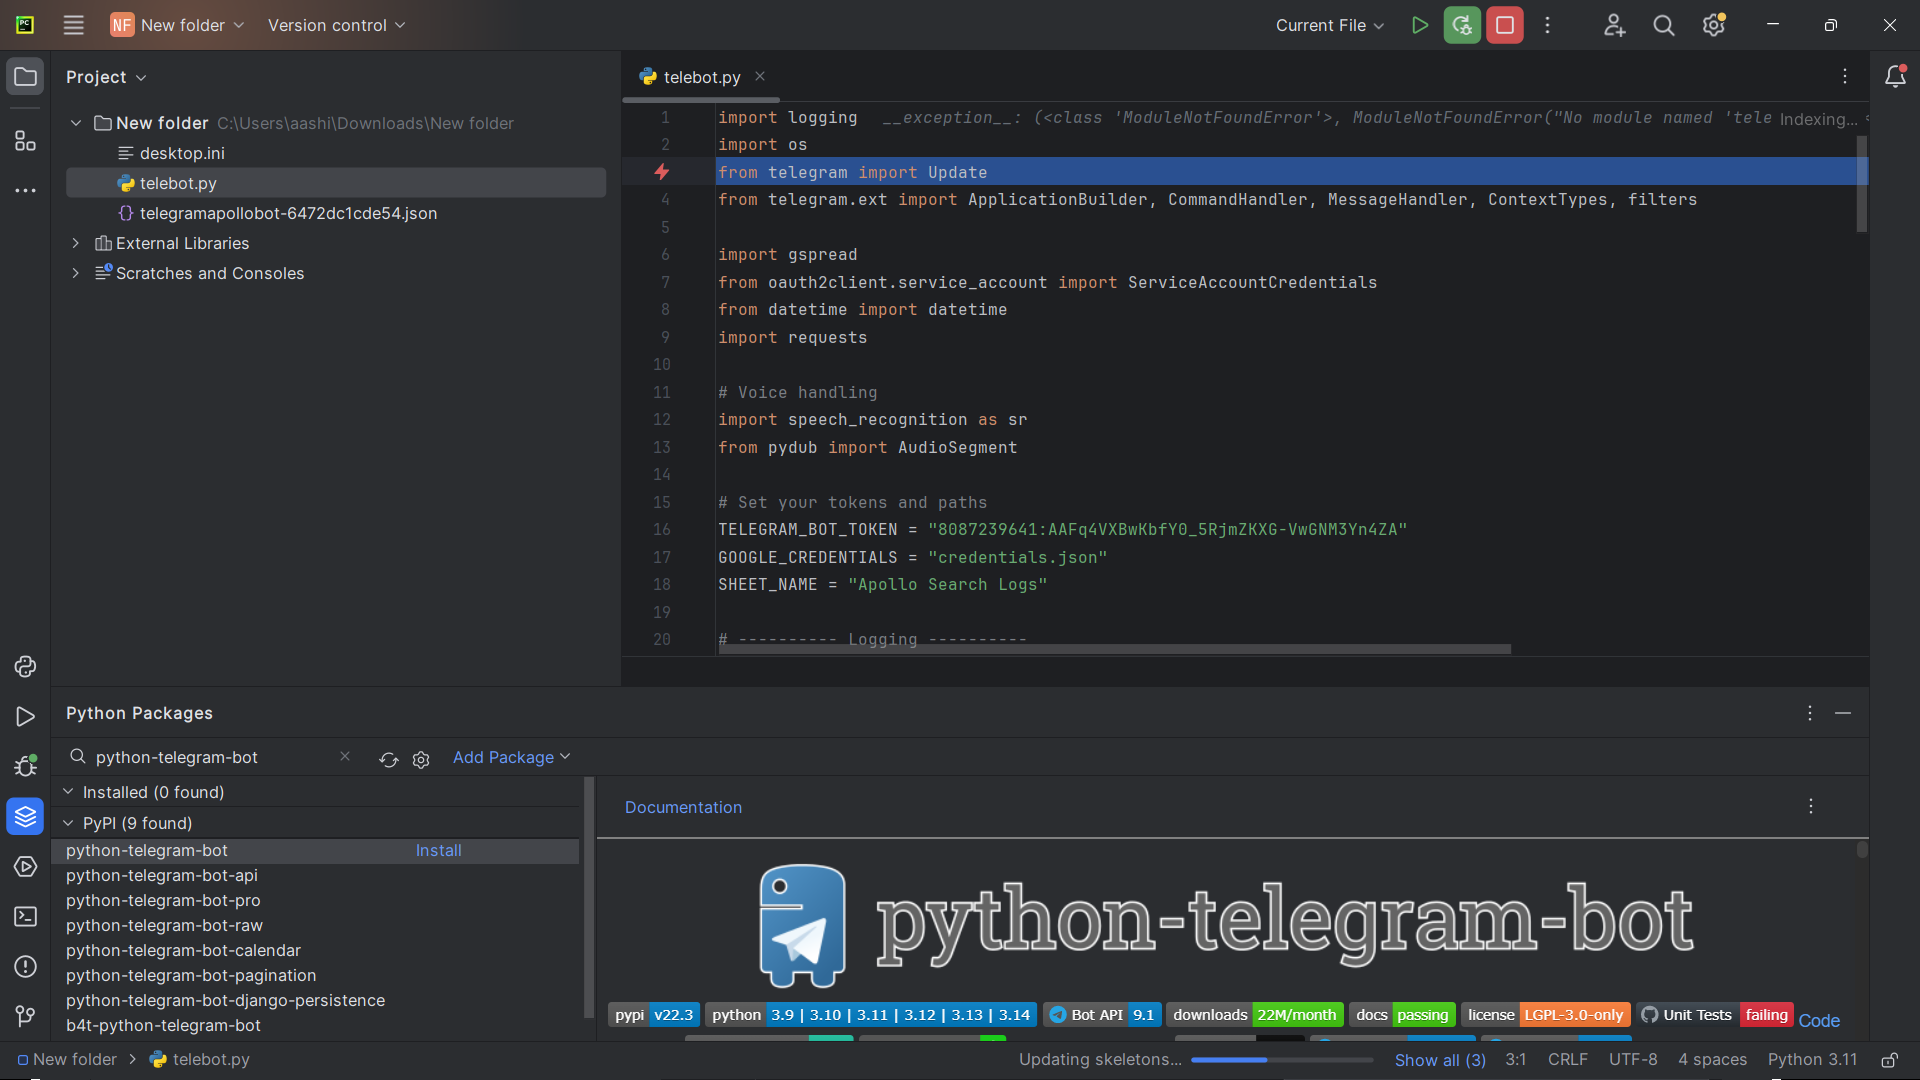 PC
NF New folder
Version control
Current File
Project
telebot.py
New folder C:\Users\aashi\Downloads\New folder
desktop.ini
telebot.py
telegramapollobot-6472dc1cde54.json
External Libraries
Scratches and Consoles
1 import logging __exception__: (<class 'ModuleNotFoundError'>, ModuleNotFoundError("No module named 'tele Indexing...
2 import os
from telegram import Update
4 from telegram.ext import ApplicationBuilder, CommandHandler, MessageHandler, ContextTypes, filters
5
6 import gspread
7 from oauth2client.service_account import ServiceAccountCredentials
8 from datetime import datetime
9 import requests
10
11 # Voice handling
12 import speech_recognition as sr
13 from pydub import AudioSegment
14
15 # Set your tokens and paths
16 TELEGRAM_BOT_TOKEN = "8087239641:AAFq4VXBwKbfY0_5RjmZKXG-VwGNM3Yn4ZA"
17 GOOGLE_CREDENTIALS = "credentials.json"
18 SHEET_NAME = "Apollo Search Logs"
19
20 # ---------- Logging ----------
Python Packages
python-telegram-bot
Add Package
Installed (0 found)
PyPI (9 found)
python-telegram-bot Install
python-telegram-bot-api
python-telegram-bot-pro
python-telegram-bot-raw
python-telegram-bot-calendar
python-telegram-bot-pagination
python-telegram-bot-django-persistence
b4t-python-telegram-bot
Documentation
python-telegram-bot
pypi v22.3 python 3.9 | 3.10 | 3.11 | 3.12 | 3.13 | 3.14 Bot API 9.1 downloads 22M/month docs passing license LGPL-3.0-only Unit Tests failing Code
New folder > telebot.py
Updating skeletons... Show all (3) 3:1 CRLF UTF-8 4 spaces Python 3.11